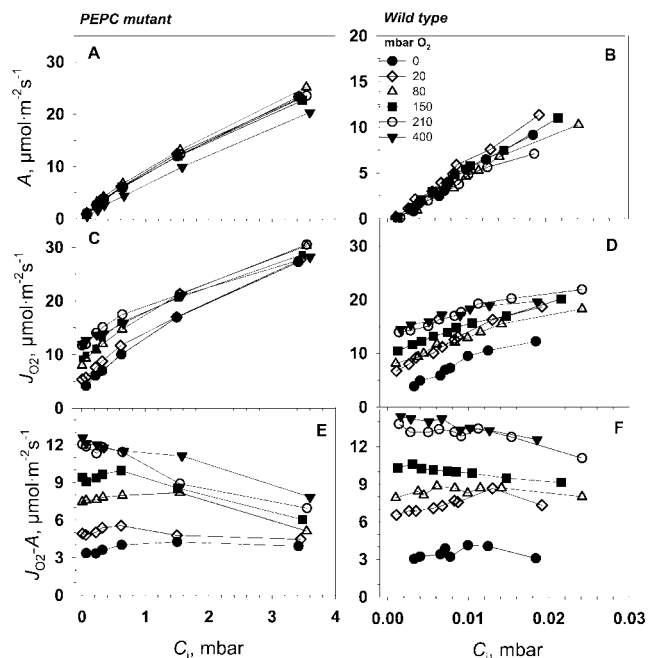 PEPC mutant
Wild type
A
B
mbar O2
0
20
80
150
210
400
A, μmol·m-2s-1
30
20
10
0
20
15
10
5
0
C
D
JO2, μmol·m-2s-1
30
20
10
0
30
20
10
0
E
F
JO2-A, μmol·m-2s-1
12
9
6
3
0
12
9
6
3
0
0 1 2 3 4
0.00 0.01 0.02 0.03
Ci, mbar
Ci, mbar